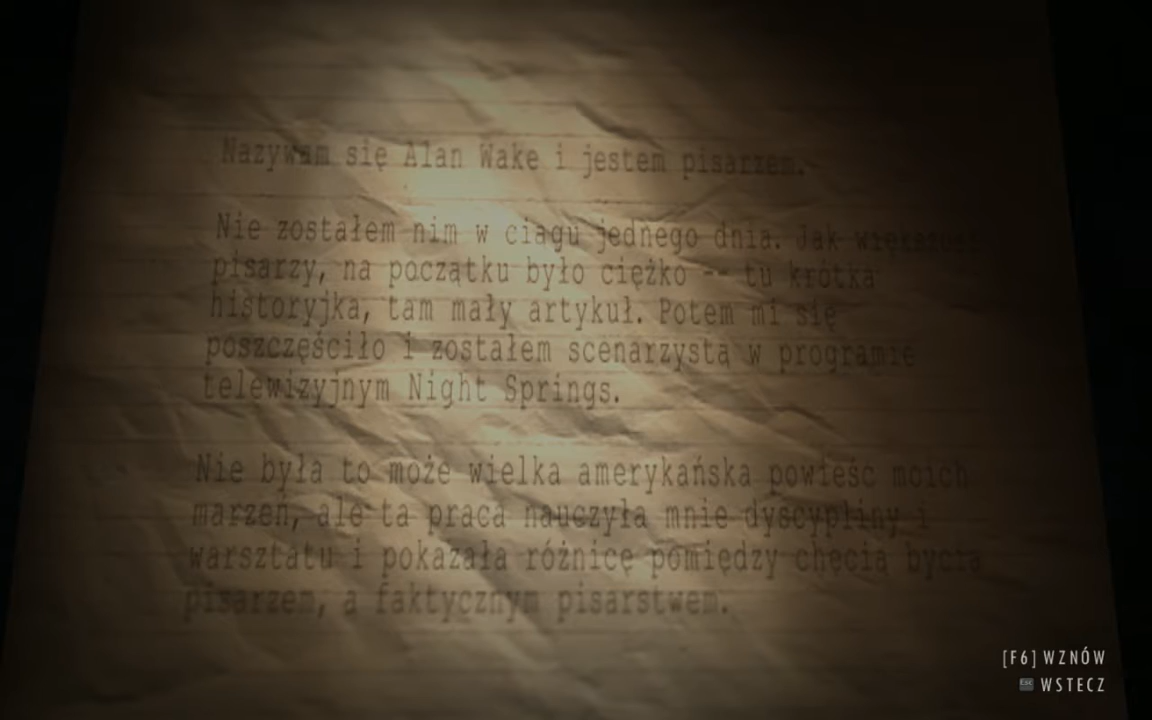 Nazywam się Alan Wake i jestem pisarzem.
Nie zostałem nim w ciągu jednego dnia. Jak większość
pisarzy, na początku było ciężko -- tu krótka
historyjka, tam mały artykuł. Potem mi się
poszczęściło i zostałem scenarzystą w programie
telewizyjnym Night Springs.
Nie była to może wielka amerykańska powieść moich
marzeń, ale ta praca nauczyła mnie dyscypliny i
warsztatu i pokazała różnicę pomiędzy chęcią bycia
pisarzem, a faktycznym pisarstwem.
[F6] WZNÓW
Esc WSTECZ